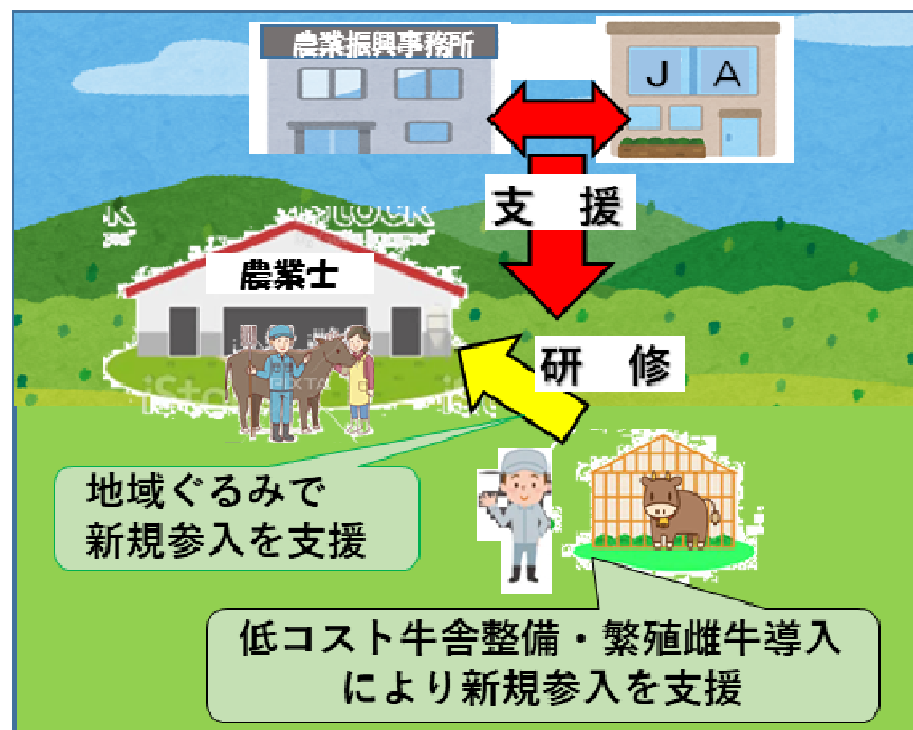 農業振興事務所
JA
支 援
農業士
研 修
地域ぐるみで
新規参入を支援
低コスト牛舎整備・繁殖雌牛導入
により新規参入を支援